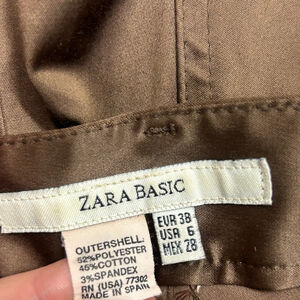 ZARA BASIC
EUR 38
USA 6
MEX 28
OUTERSHELL:
52%POLYESTER
45%COTTON
3%SPANDEX
RN (USA) 77302
MADE IN SPAIN